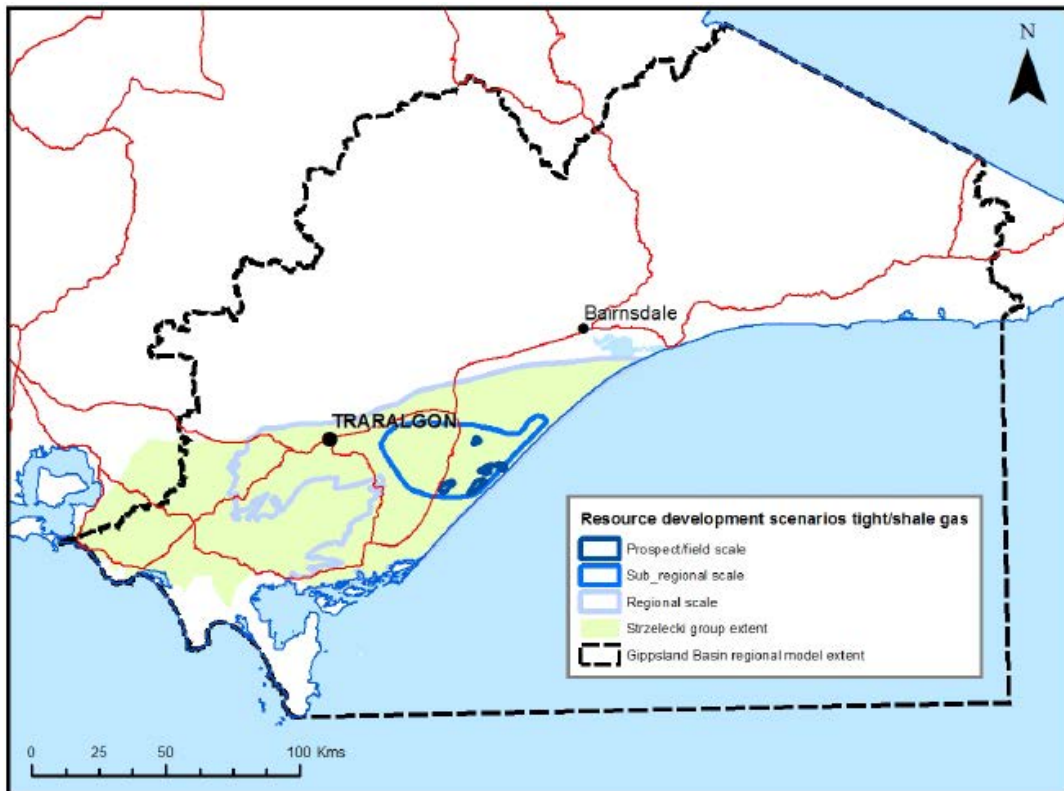 N
Bairnsdale
TRARALGON
Resource development scenarios tight/shale gas
Prospect/field scale
Sub_regional scale
Regional scale
Strzelecki group extent
Gippsland Basin regional model extent
0 25 50 100 Kms